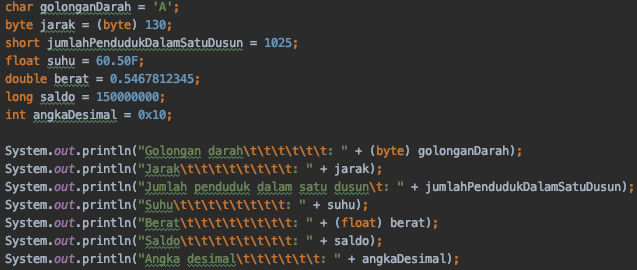 char golonganDarah = 'A';
byte jarak = (byte) 130;
short jumlahPendudukDalamSatuDusun = 1025;
float suhu = 60.50F;
double berat = 0.5467812345;
long saldo = 150000000;
int angkaDesimal = 0x10;
System.out.println("Golongan darah\t\t\t\t\t\t: " + (byte) golonganDarah);
System.out.println("Jarak\t\t\t\t\t\t\t\t: " + jarak);
System.out.println("Jumlah penduduk dalam satu dusun\t: " + jumlahPendudukDalamSatuDusun);
System.out.println("Suhu\t\t\t\t\t\t\t\t: " + suhu);
System.out.println("Berat\t\t\t\t\t\t\t\t: " + (float) berat);
System.out.println("Saldo\t\t\t\t\t\t\t\t: " + saldo);
System.out.println("Angka desimal\t\t\t\t\t\t: " + angkaDesimal);